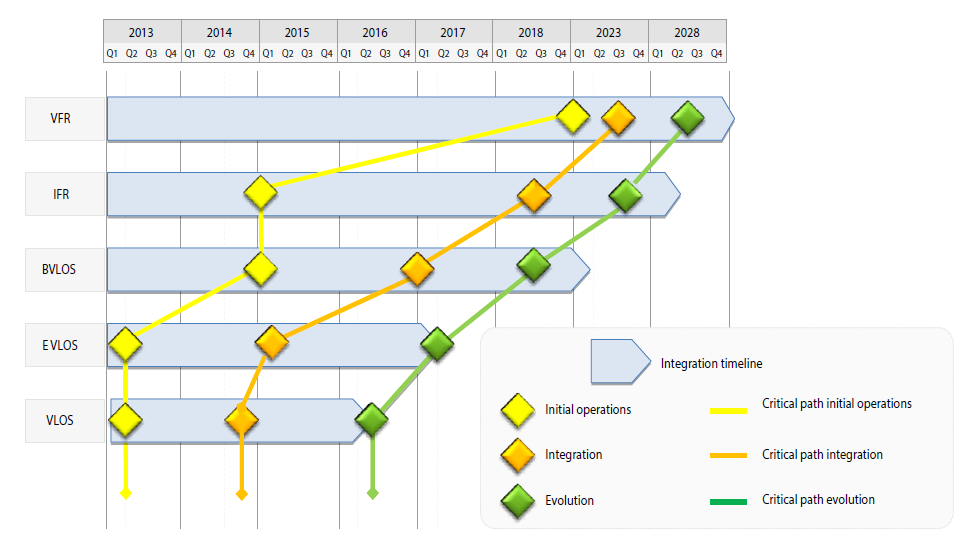 2013 2014 2015 2016 2017 2018 2023 2028
Q1 Q2 Q3 Q4 Q1 Q2 Q3 Q4 Q1 Q2 Q3 Q4 Q1 Q2 Q3 Q4 Q1 Q2 Q3 Q4 Q1 Q2 Q3 Q4 Q1 Q2 Q3 Q4 Q1 Q2 Q3 Q4
VFR
IFR
BVLOS
EVLOS
VLOS
Integration timeline
Initial operations Critical path initial operations
Integration Critical path integration
Evolution Critical path evolution